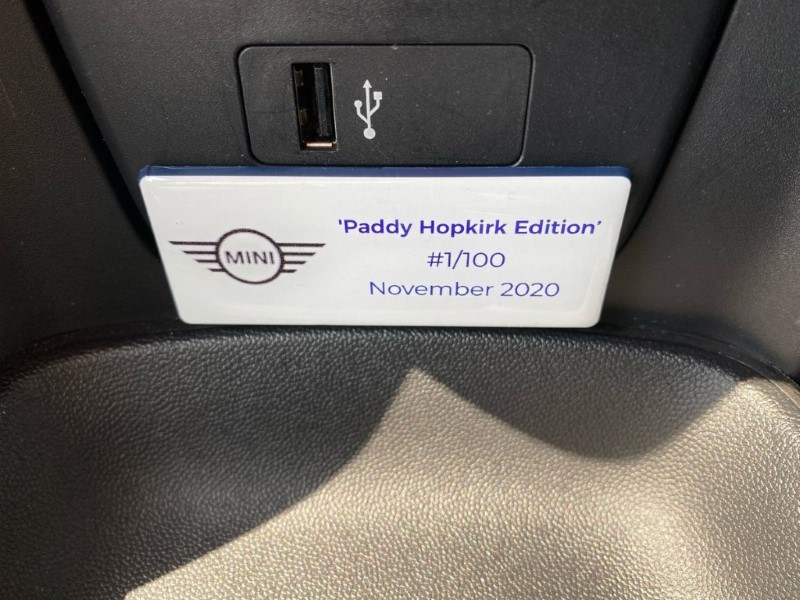 MINI
'Paddy Hopkirk Edition'
#1/100
November 2020